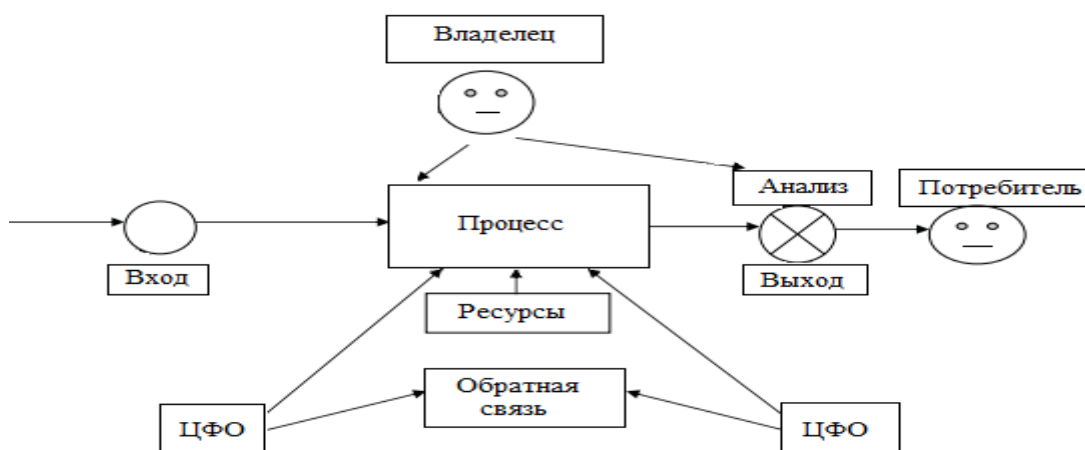 Владелец
Анализ
Потребитель
Процесс
Вход
Выход
Ресурсы
Обратная
связь
ЦФО
ЦФО